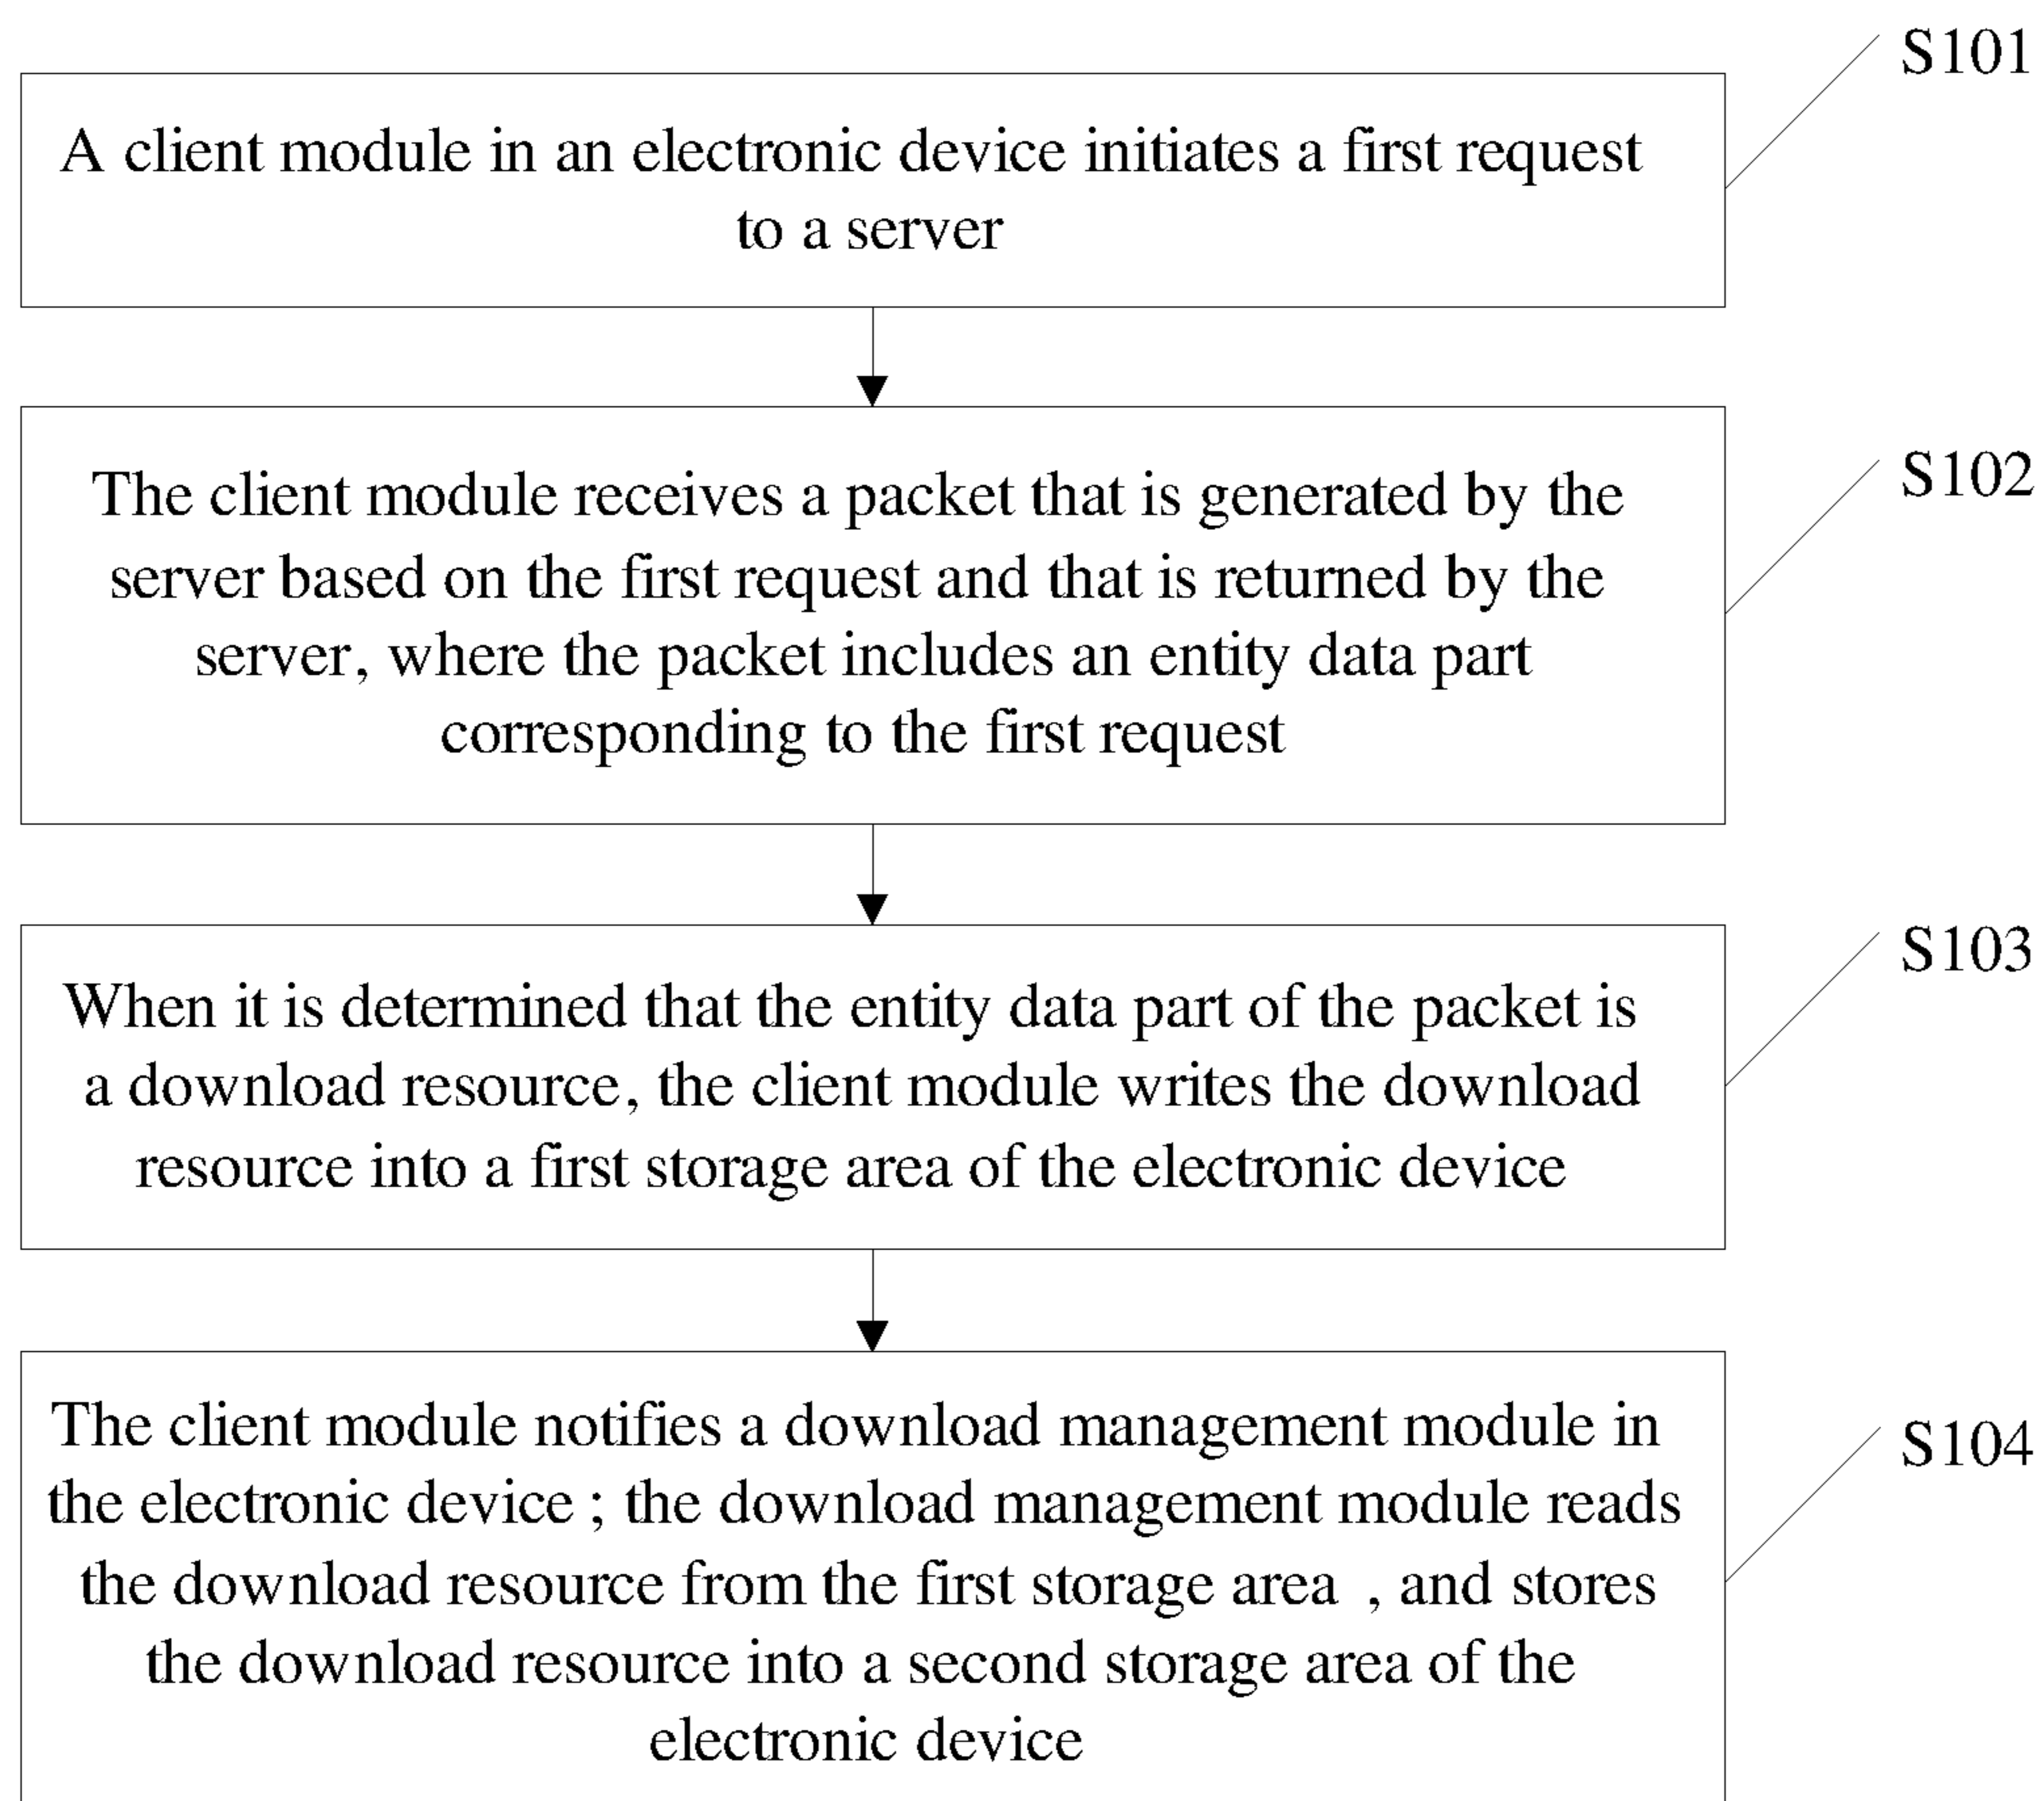 S101
A client module in an electronic device initiates a first request
to a server
S102
The client module receives a packet that is generated by the
server based on the first request and that is returned by the
server, where the packet includes an entity data part
corresponding to the first request
S103
When it is determined that the entity data part of the packet is
a download resource, the client module writes the download
resource into a first storage area of the electronic device
S104
The client module notifies a download management module in
the electronic device ; the download management module reads
the download resource from the first storage area , and stores
the download resource into a second storage area of the
electronic device